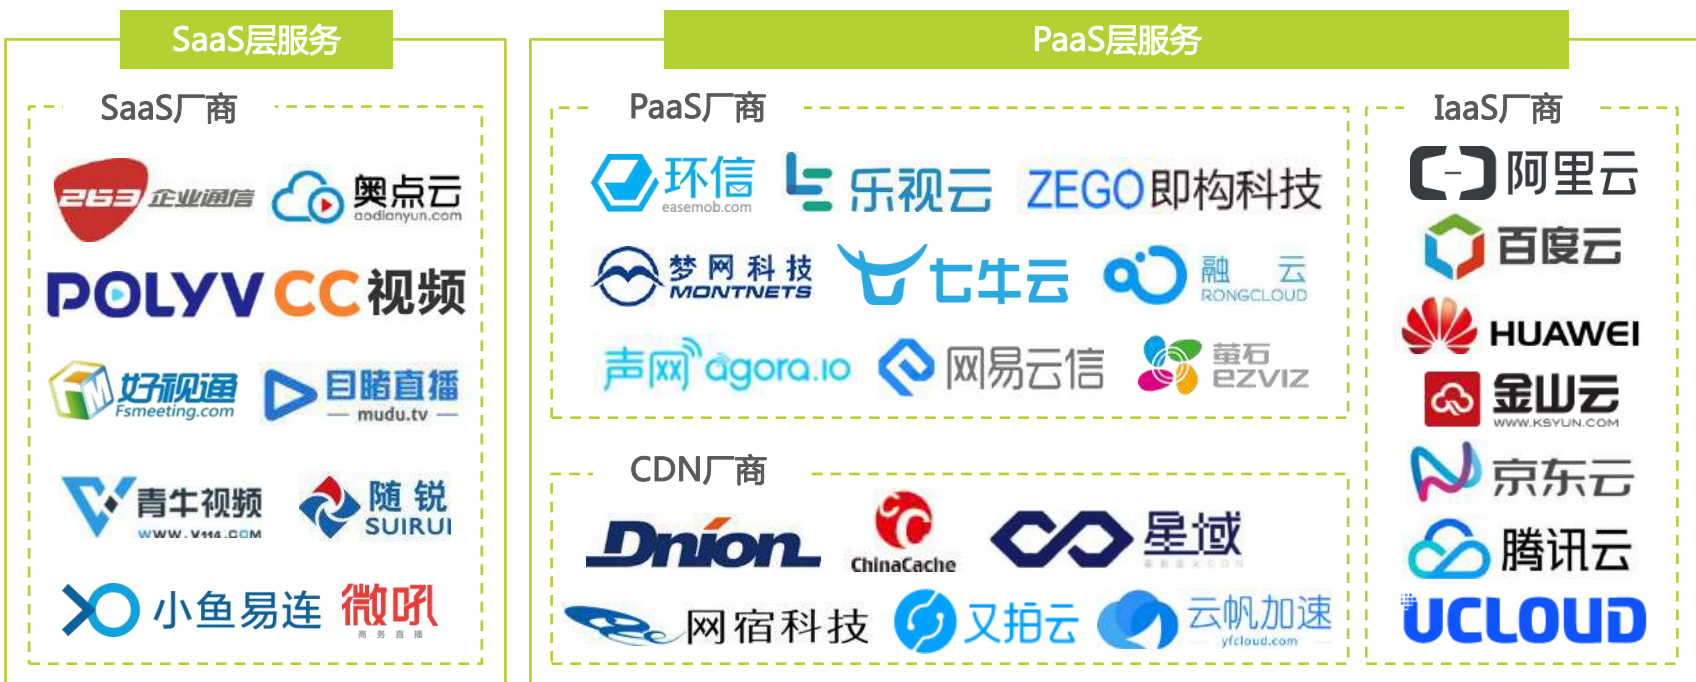 SaaS层服务
PaaS层服务
SaaS厂商
263 企业通信
奥点云
aodianyun.com
POLYV
CC视频
好视通
Fsmeeting.com
目睹直播
mudu.tv
青牛视频
WWW.V114.COM
随锐
SUIRUI
小鱼易连
微吼
商务直播
PaaS厂商
环信
easemob.com
乐视云
ZEGO即构科技
梦网科技
MONTNETS
七牛云
融云
RONGCLOUD
声网agora.io
网易云信
萤石
ezviz
CDN厂商
Dnion
ChinaCache
星域
网宿科技
又拍云
云帆加速
yfcloud.com
IaaS厂商
阿里云
百度云
HUAWEI
金山云
WWW.KSYUN.COM
京东云
腾讯云
UCLOUD